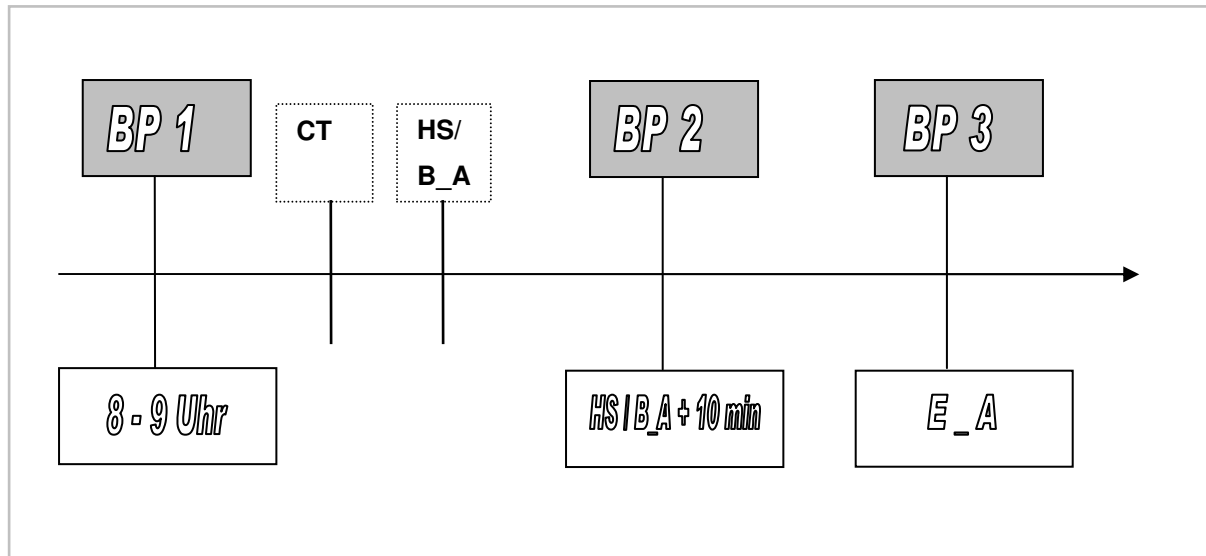 BP 1
CT
HS/
B_A
BP 2
BP 3
8 - 9 Uhr
HS / B_A + 10 min
E _ A